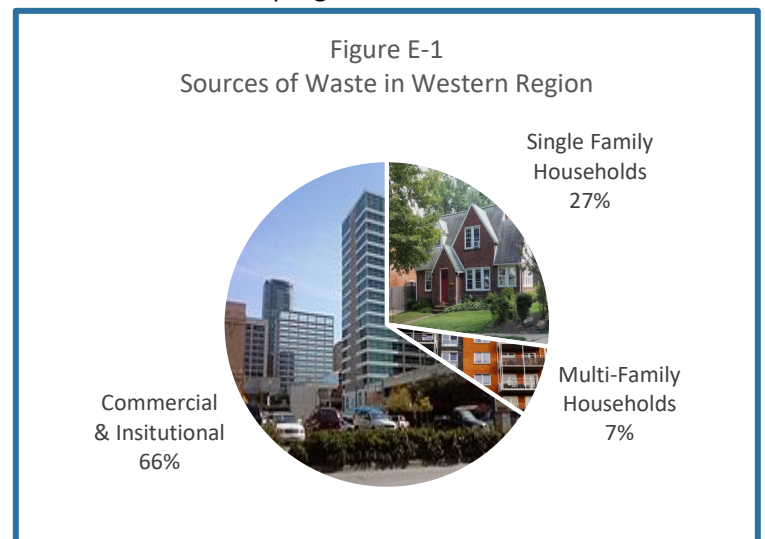 Figure E-1
Sources of Waste in Western Region
Single Family
Households
27%
Multi-Family
Households
7%
Commercial
& Insitutional
66%